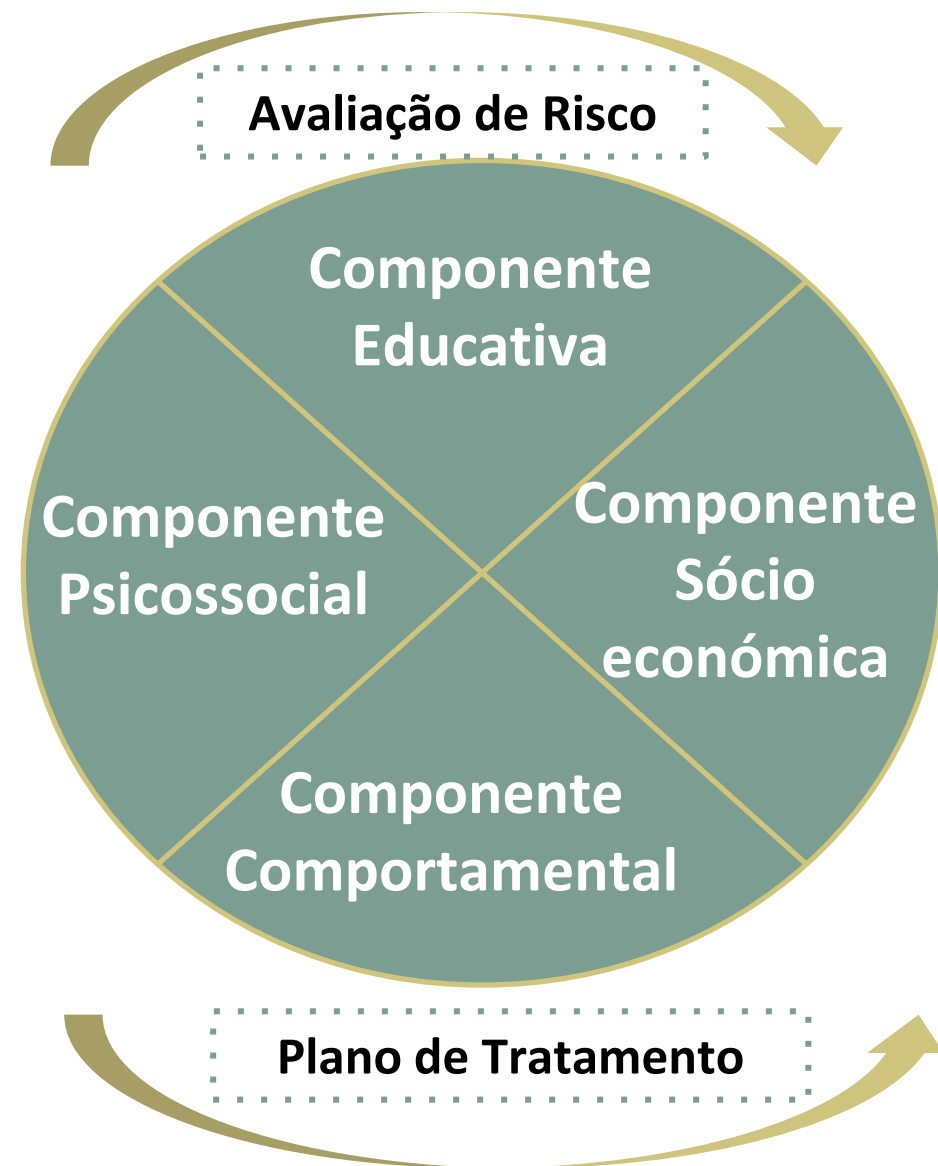 Avaliação de Risco
Componente
Educativa
Componente
Psicossocial
Componente
Sócio
económica
Componente
Comportamental
Plano de Tratamento